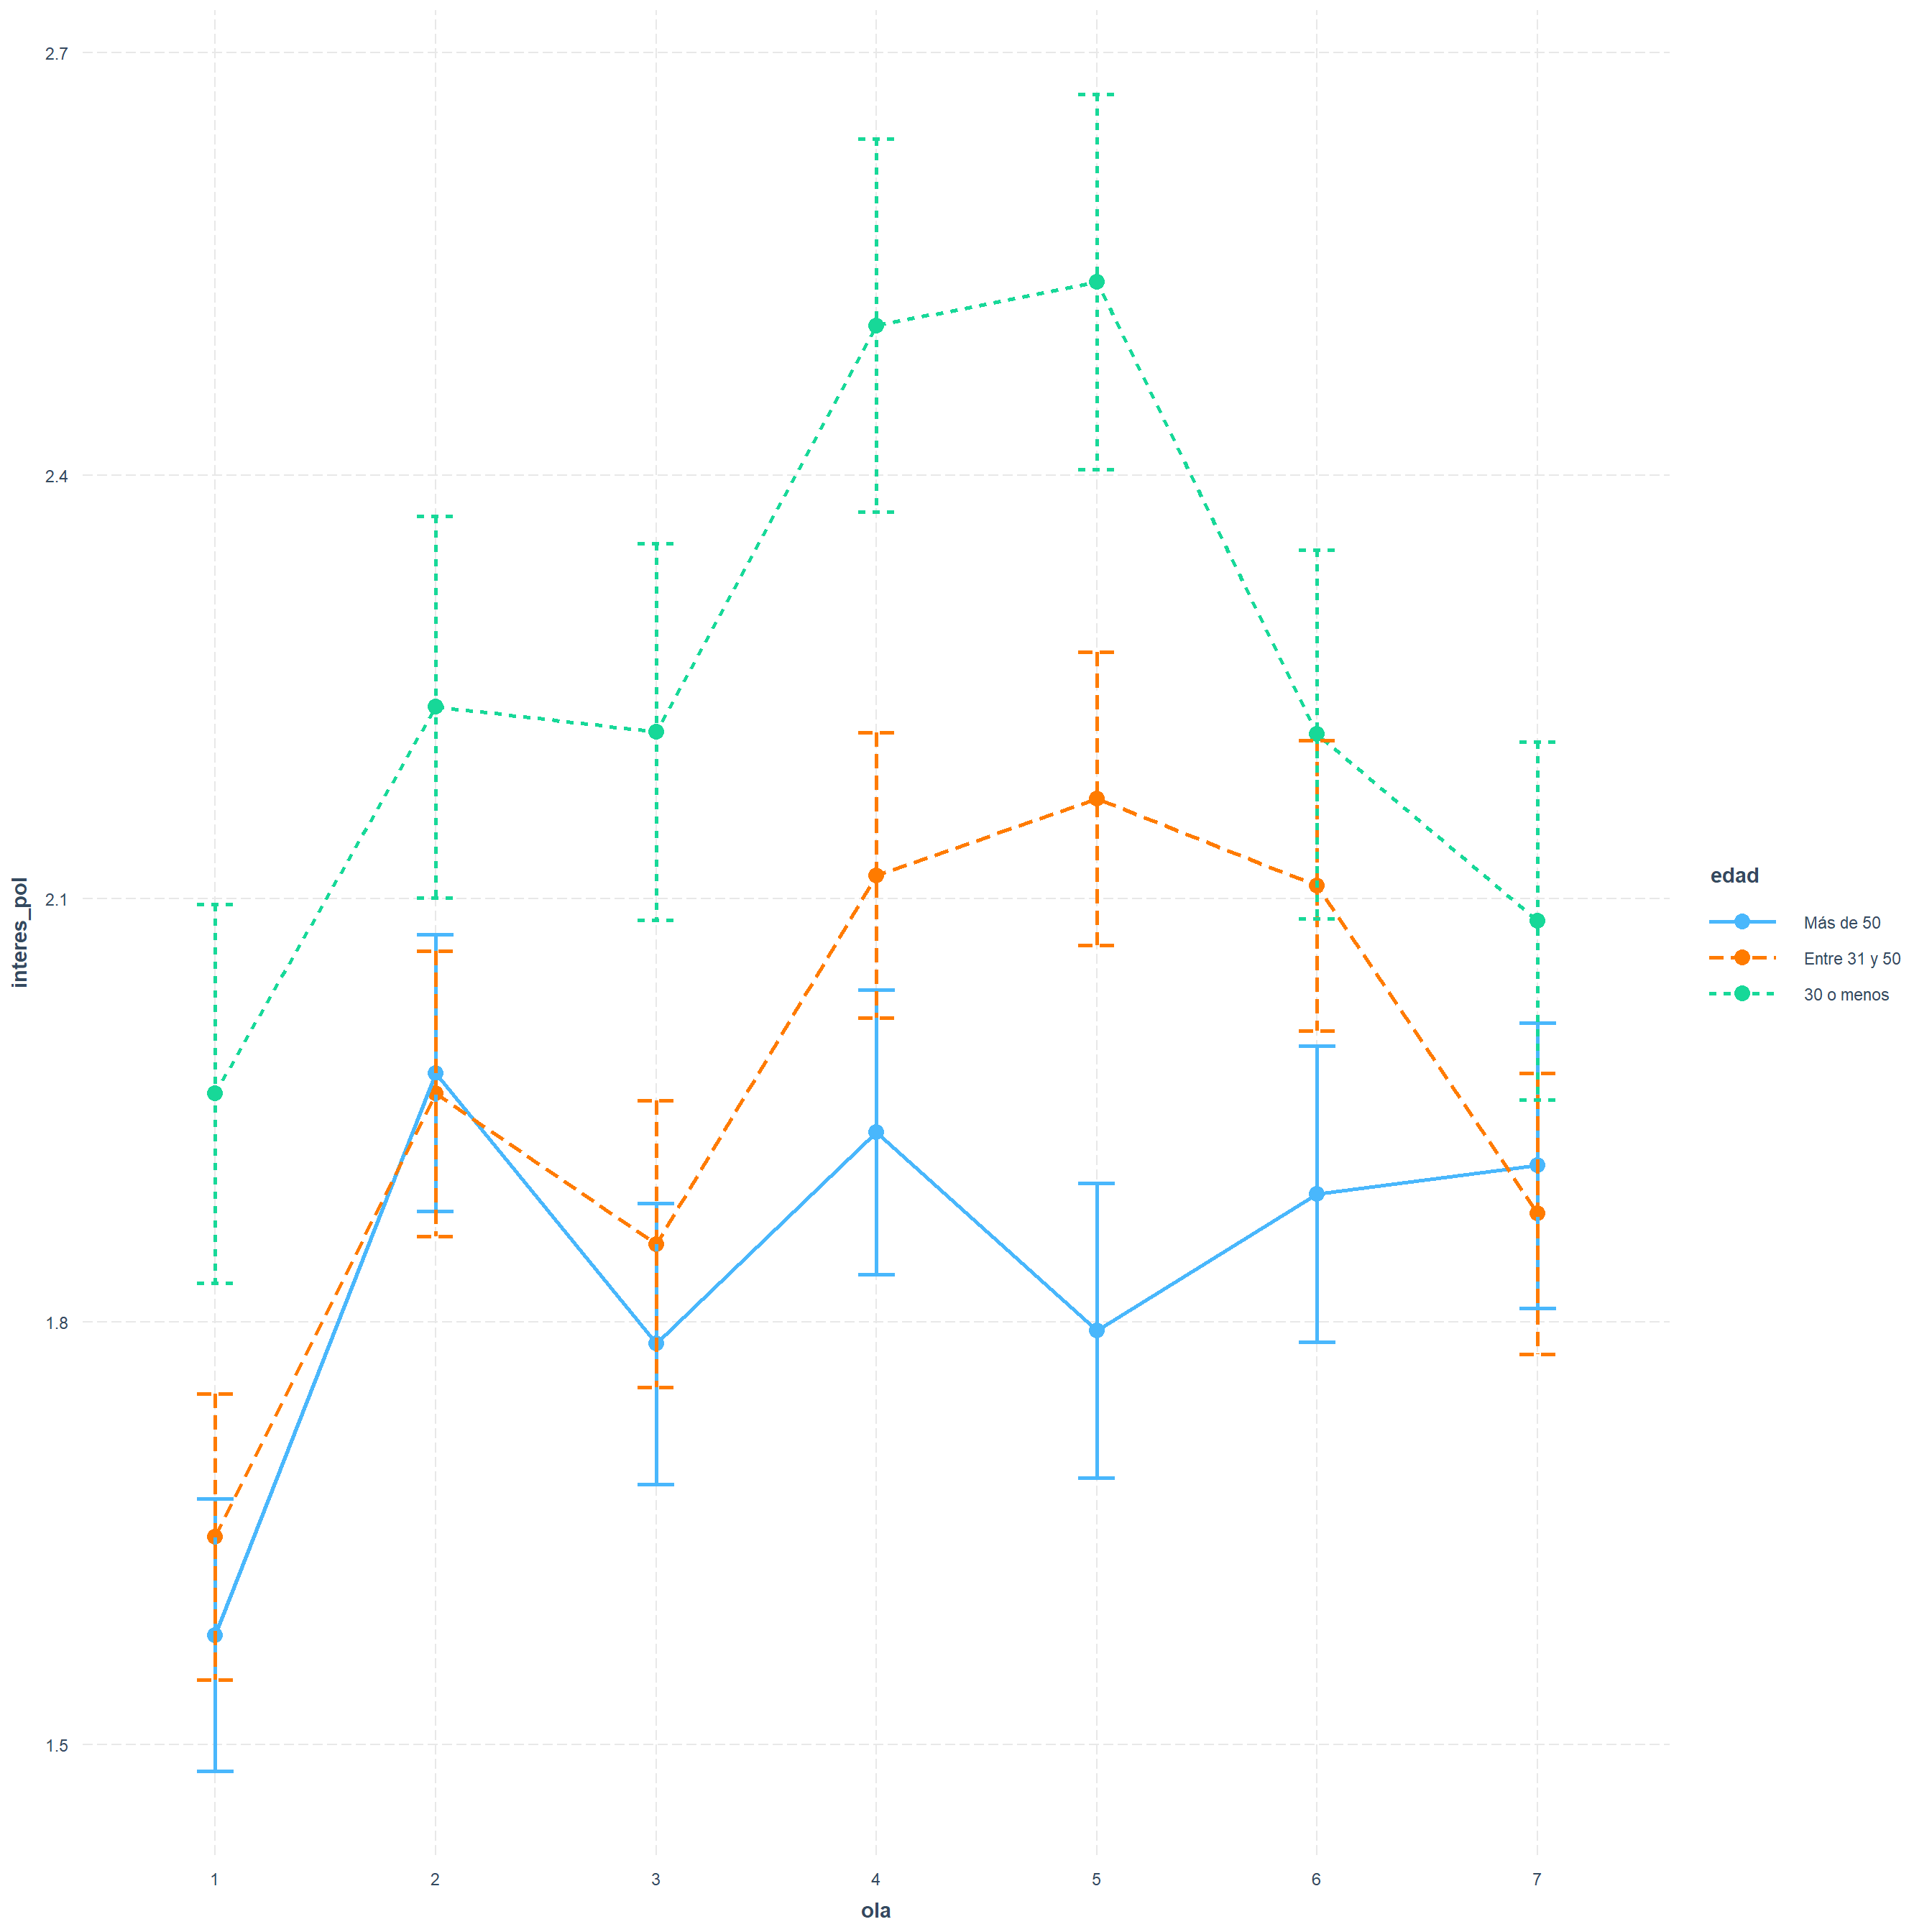 2.7
2.4
2.1
1.8
1.5
interes_pol
1 2 3 4 5 6 7
ola
edad
Más de 50
Entre 31 y 50
30 o menos